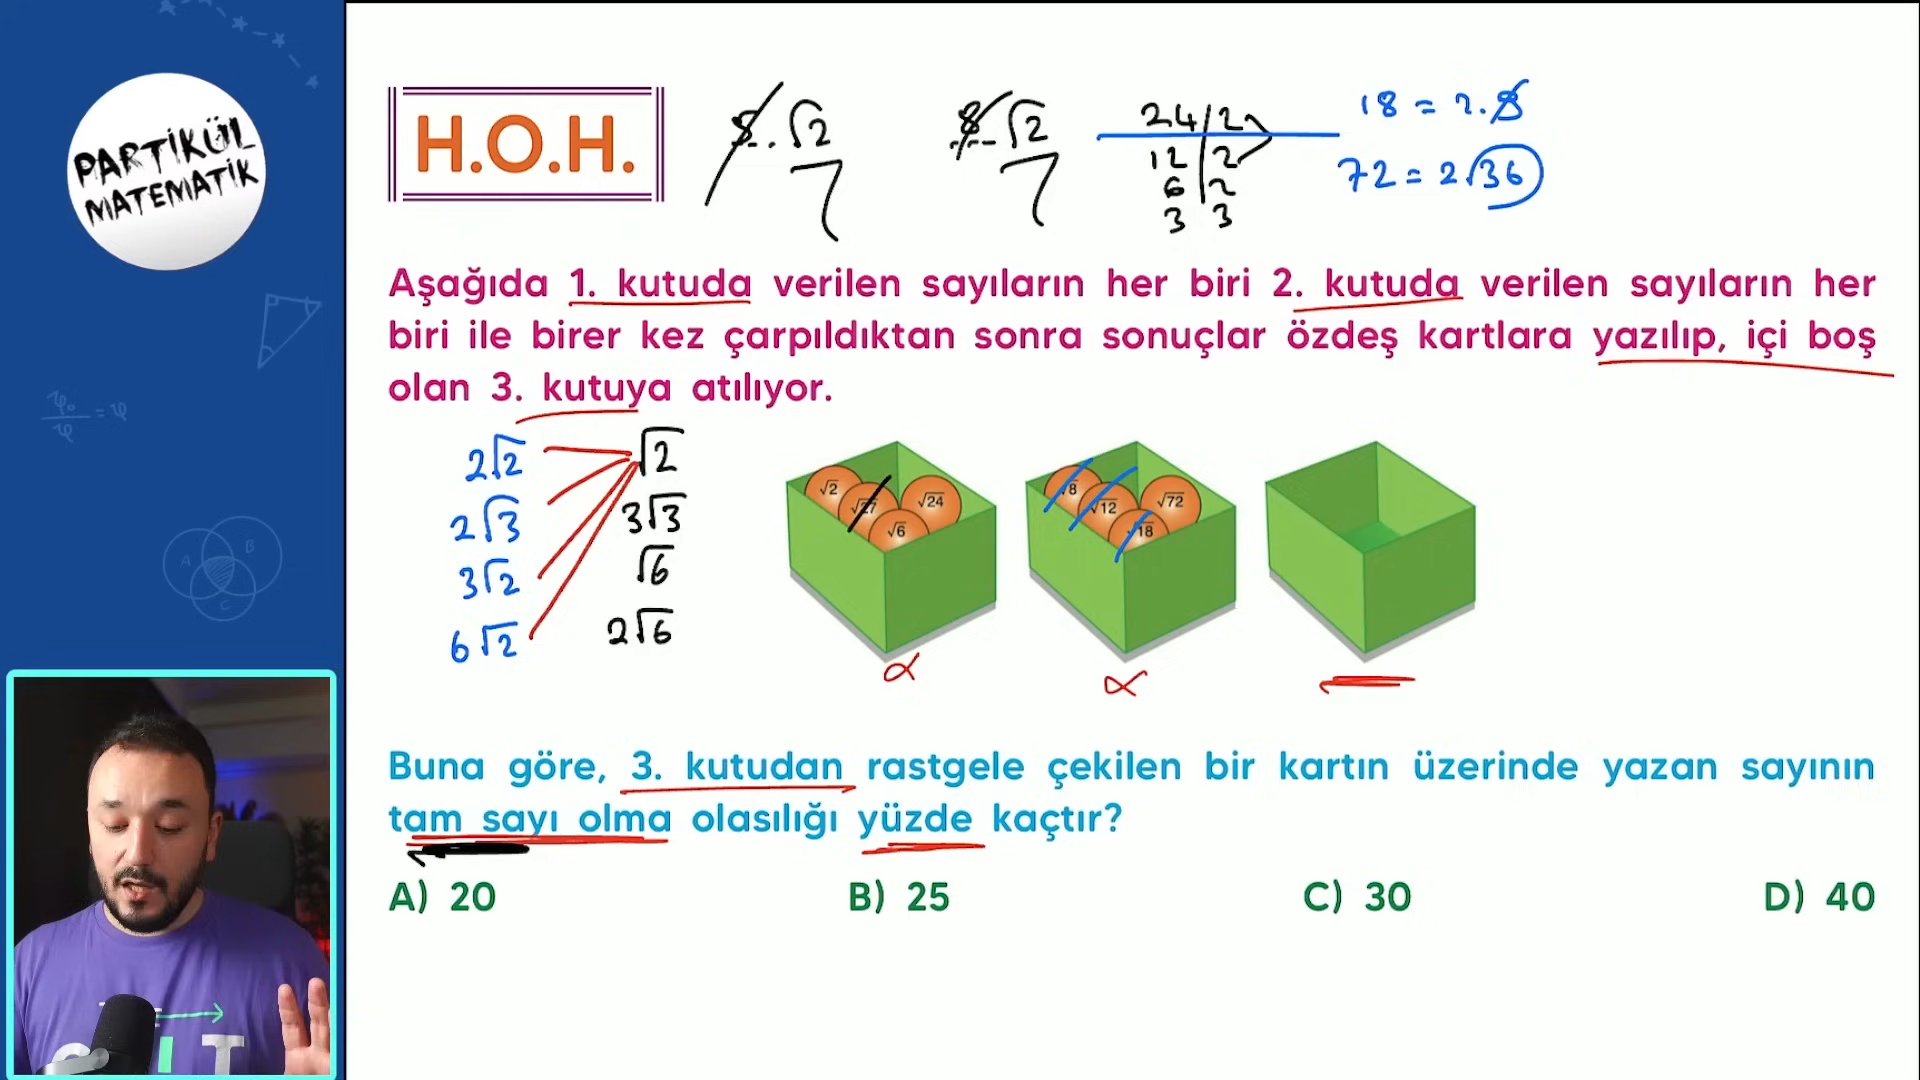 PARTİKÜL
MATEMATİK
H.O.H.
8..√2
8..√2
24 2
12 2
6 2
3 3
18 = 2.8
72 = 2√36
Aşağıda 1. kutuda verilen sayıların her biri 2. kutuda verilen sayıların her
biri ile birer kez çarpıldıktan sonra sonuçlar özdeş kartlara yazılıp, içi boş
olan 3. kutuya atılıyor.
2√2 √2
2√3 3√3
3√2 √6
6√2 2√6
√2 √27 √24 √6
√8 √12 √72 √18
A B C
Buna göre, 3. kutudan rastgele çekilen bir kartın üzerinde yazan sayının
tam sayı olma olasılığı yüzde kaçtır?
A) 20 B) 25 C) 30 D) 40